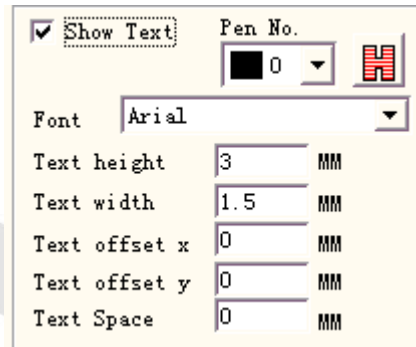 Show Text Pen No.
0
Font Arial
Text height 3 MM
Text width 1.5 MM
Text offset x 0 MM
Text offset y 0 MM
Text Space 0 MM